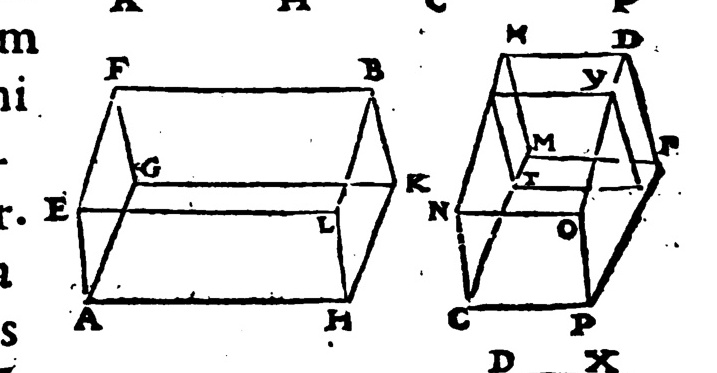 A H C P
m
F B X D
ni
Y
G M F
T
K
r. E L N O
a
s A H C P
D X